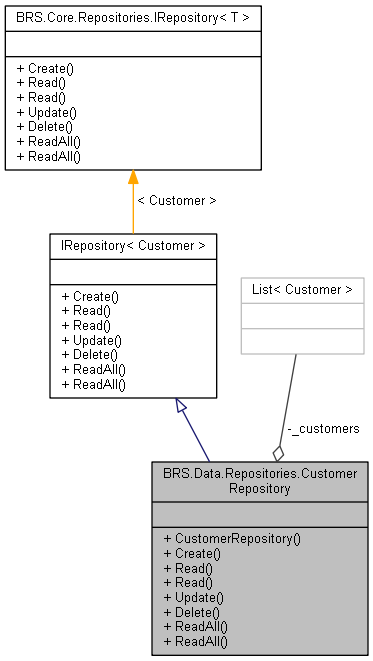 BRS.Core.Repositories.IRepository< T >
+ Create()
+ Read()
+ Read()
+ Update()
+ Delete()
+ ReadAll()
+ ReadAll()
< Customer >
IRepository< Customer >
+ Create()
+ Read()
+ Read()
+ Update()
+ Delete()
+ ReadAll()
+ ReadAll()
List< Customer >
-_customers
BRS.Data.Repositories.Customer
Repository
+ CustomerRepository()
+ Create()
+ Read()
+ Read()
+ Update()
+ Delete()
+ ReadAll()
+ ReadAll()